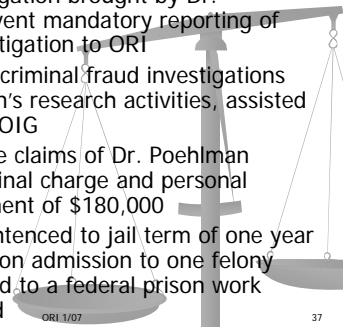 gation brought by Dr.
vent mandatory reporting of
tigation to ORI
criminal fraud investigations
n's research activities, assisted
OIG
e claims of Dr. Poehlman
inal charge and personal
ent of $180,000
ntenced to jail term of one year
on admission to one felony
d to a federal prison work
d
ORI 1/07
37